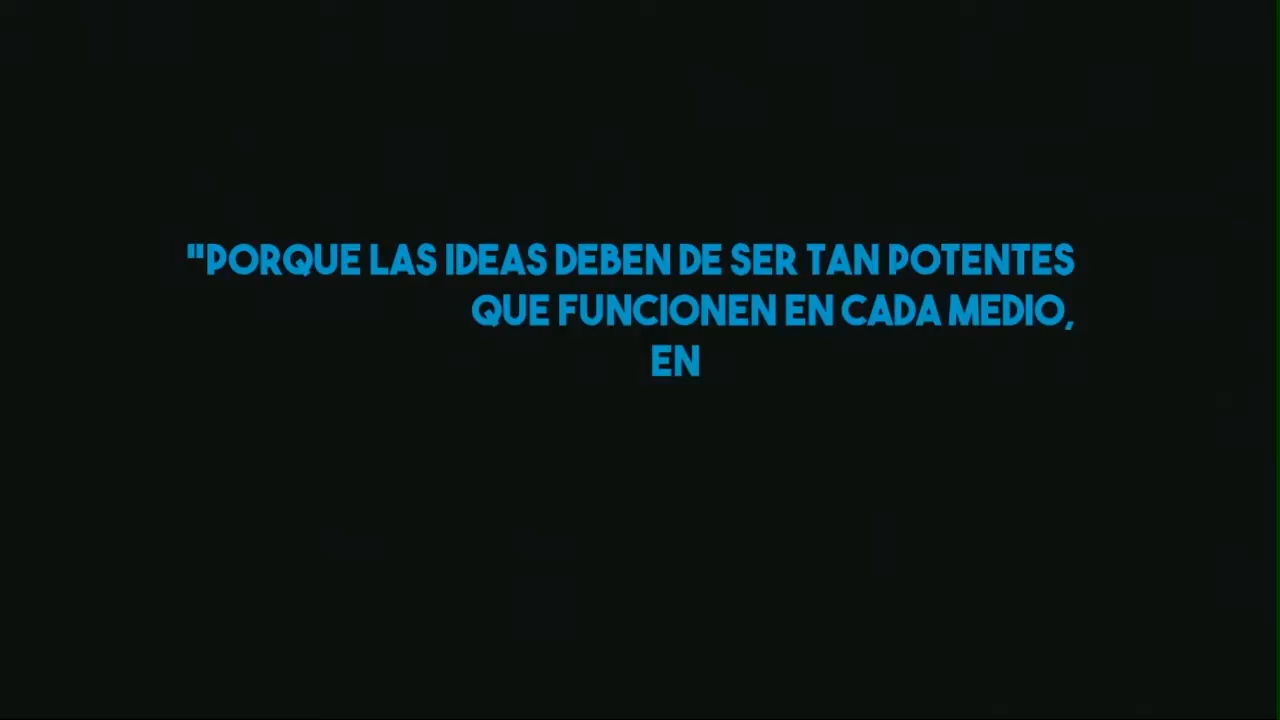 "PORQUE LAS IDEAS DEBEN DE SER TAN POTENTES
QUE FUNCIONEN EN CADA MEDIO,
EN